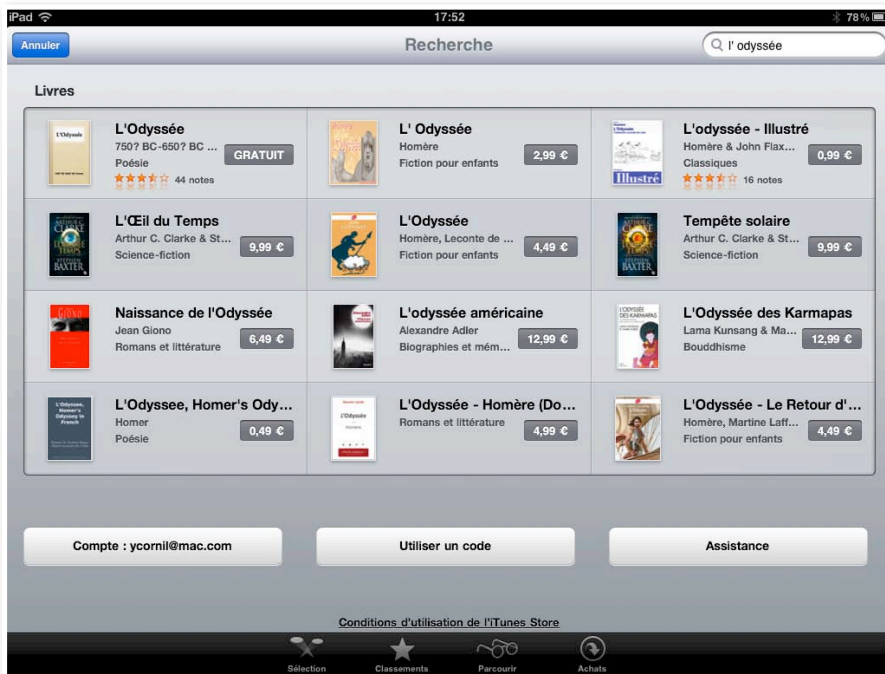 iPad 17:52 78%
Annuler Recherche l' odyssée
Livres
L'Odyssée
750? BC-650? BC ...
Poésie
GRATUIT
44 notes
L' Odyssée
Homère
Fiction pour enfants
2,99 €
L'odyssée - Illustré
Homère & John Flax...
Classiques
0,99 €
16 notes
L'Œil du Temps
Arthur C. Clarke & St...
Science-fiction
9,99 €
L'Odyssée
Homère, Leconte de ...
Fiction pour enfants
4,49 €
Tempête solaire
Arthur C. Clarke & St...
Science-fiction
9,99 €
Naissance de l'Odyssée
Jean Giono
Romans et littérature
6,49 €
L'odyssée américaine
Alexandre Adler
Biographies et mém...
12,99 €
L'Odyssée des Karmapas
Lama Kunsang & Ma...
Bouddhisme
12,99 €
L'Odyssee, Homer's Ody...
Homer
Poésie
0,49 €
L'Odyssée - Homère (Do...
Romans et littérature
4,99 €
L'Odyssée - Le Retour d'...
Homère, Martine Laff...
Fiction pour enfants
4,49 €
Compte : ycornil@mac.com Utiliser un code Assistance
Conditions d'utilisation de l'iTunes Store
Sélection Classements Parcourir Achats